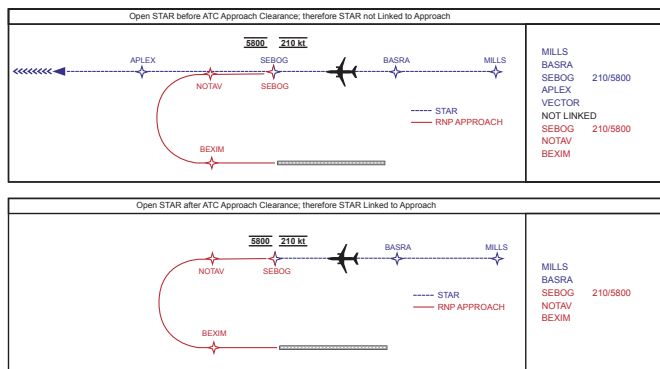 Open STAR before ATC Approach Clearance; therefore STAR not Linked to Approach
5800 210 kt
APLEX SEBOG BASRA MILLS
NOTAV SEBOG
STAR
RNP APPROACH
BEXIM
MILLS
BASRA
SEBOG 210/5800
APLEX
VECTOR
NOT LINKED
SEBOG 210/5800
NOTAV
BEXIM
Open STAR after ATC Approach Clearance; therefore STAR Linked to Approach
5800 210 kt
BASRA MILLS
NOTAV SEBOG
STAR
RNP APPROACH
BEXIM
MILLS
BASRA
SEBOG 210/5800
NOTAV
BEXIM